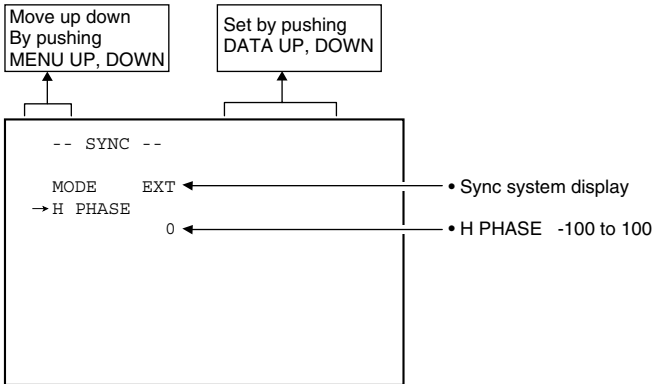 Move up down
By pushing
MENU UP, DOWN
Set by pushing
DATA UP, DOWN
-- SYNC --
MODE EXT
• Sync system display
→H PHASE
0
• H PHASE -100 to 100